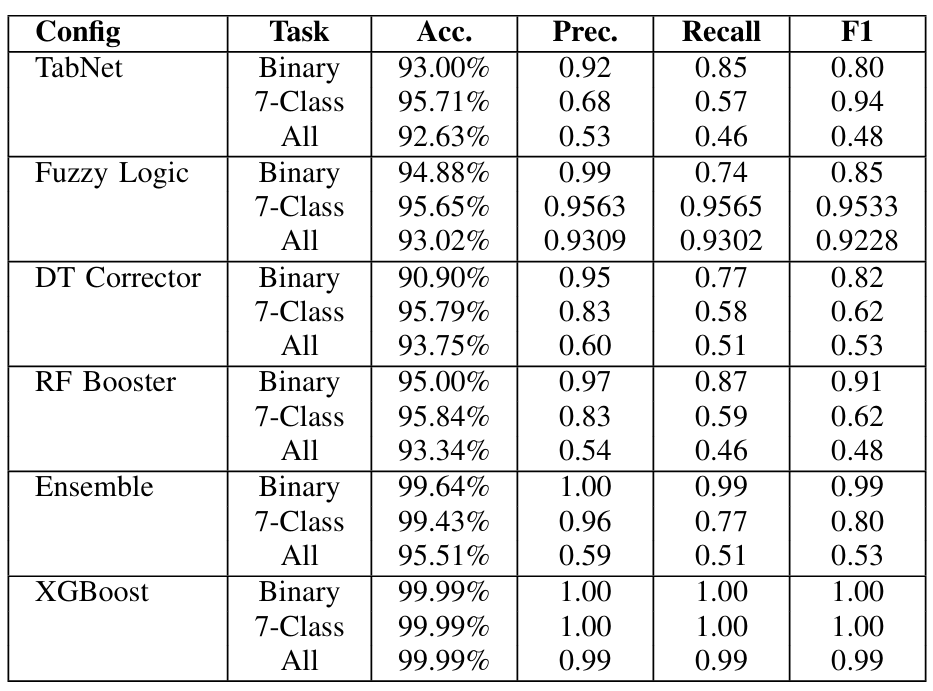 Config Task Acc. Prec. Recall F1
TabNet Binary 93.00% 0.92 0.85 0.80
7-Class 95.71% 0.68 0.57 0.94
All 92.63% 0.53 0.46 0.48
Fuzzy Logic Binary 94.88% 0.99 0.74 0.85
7-Class 95.65% 0.9563 0.9565 0.9533
All 93.02% 0.9309 0.9302 0.9228
DT Corrector Binary 90.90% 0.95 0.77 0.82
7-Class 95.79% 0.83 0.58 0.62
All 93.75% 0.60 0.51 0.53
RF Booster Binary 95.00% 0.97 0.87 0.91
7-Class 95.84% 0.83 0.59 0.62
All 93.34% 0.54 0.46 0.48
Ensemble Binary 99.64% 1.00 0.99 0.99
7-Class 99.43% 0.96 0.77 0.80
All 95.51% 0.59 0.51 0.53
XGBoost Binary 99.99% 1.00 1.00 1.00
7-Class 99.99% 1.00 1.00 1.00
All 99.99% 0.99 0.99 0.99